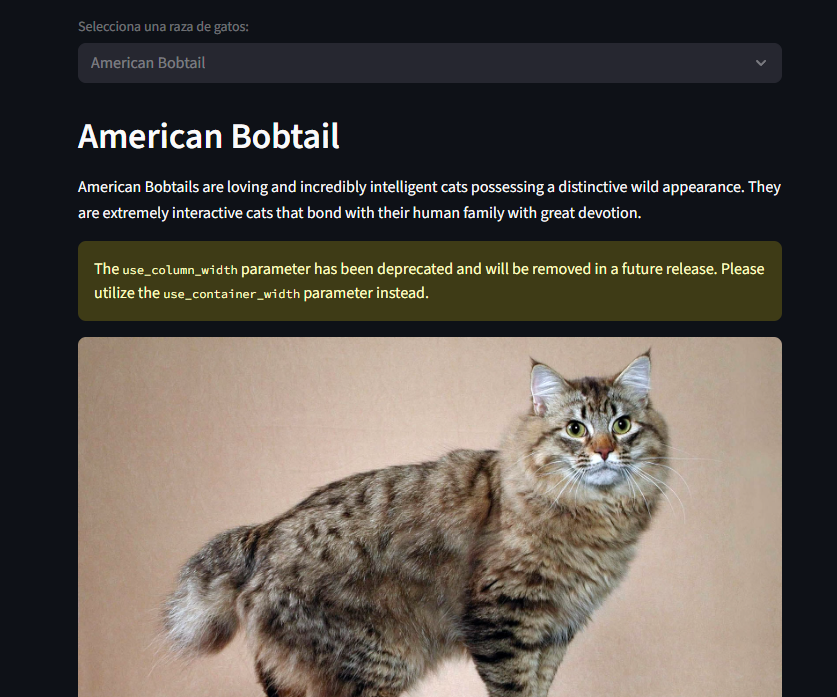 Selecciona una raza de gatos:
American Bobtail
American Bobtail
American Bobtails are loving and incredibly intelligent cats possessing a distinctive wild appearance. They
are extremely interactive cats that bond with their human family with great devotion.
The use_column_width parameter has been deprecated and will be removed in a future release. Please
utilize the use_container_width parameter instead.